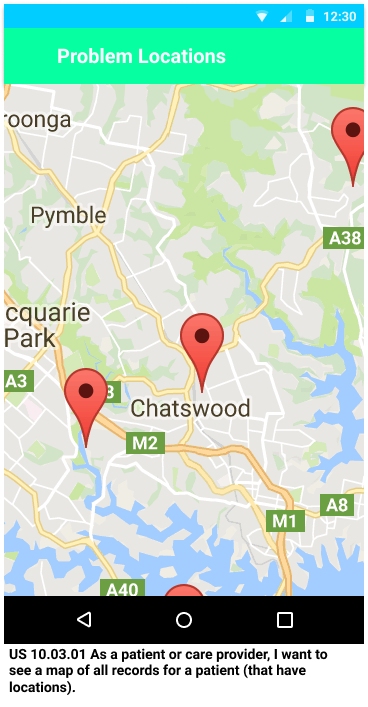 12:30
Problem Locations
roonga
Pymble
A38
cquarie
Park
A3
3
Chatswood
M2
A8
M1
A40
US 10.03.01 As a patient or care provider, I want to
see a map of all records for a patient (that have
locations).